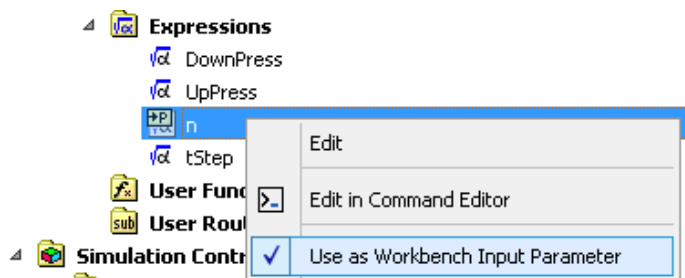 Expressions
DownPress
UpPress
n
Edit
tStep
User Func
Edit in Command Editor
User Rou
Simulation Contr
Use as Workbench Input Parameter